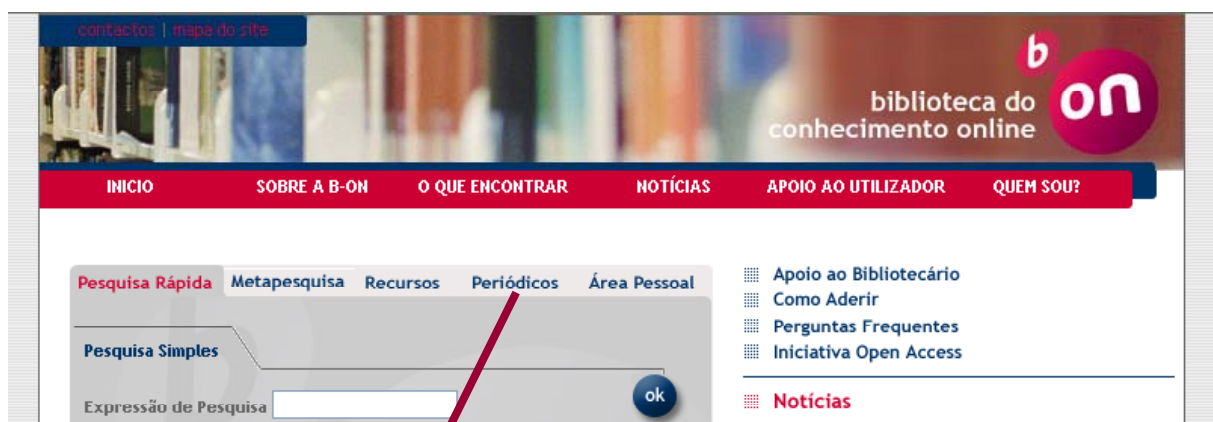 contactos | mapa do site
b
on
biblioteca do
conhecimento online
INICIO SOBRE A B-ON O QUE ENCONTRAR NOTÍCIAS APOIO AO UTILIZADOR QUEM SOU?
Pesquisa Rápida Metapesquisa Recursos Periódicos Área Pessoal
Pesquisa Simples
Expressão de Pesquisa
ok
Apoio ao Bibliotecário
Como Aderir
Perguntas Frequentes
Iniciativa Open Access
Notícias